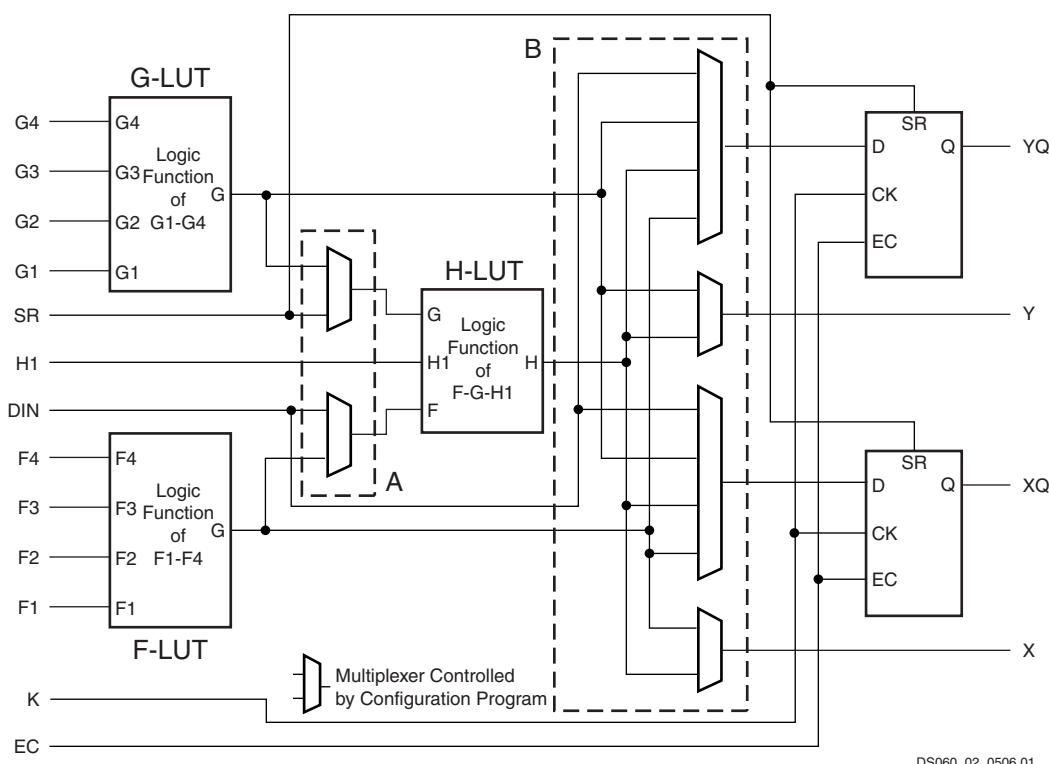 B
G-LUT
G4
G3
G2
G1
SR
H1
DIN
F4
F3
F2
F1
K
EC
G4
G3
G2
G1
Logic
Function
of
G1-G4
G
A
H-LUT
G
H1
F
Logic
Function
of
F-G-H1
H
F4
F3
F2
F1
Logic
Function
of
F1-F4
G
F-LUT
Multiplexer Controlled
by Configuration Program
SR
D
CK
EC
Q
YQ
Y
SR
D
CK
EC
Q
XQ
X
DS060_02_0506 01